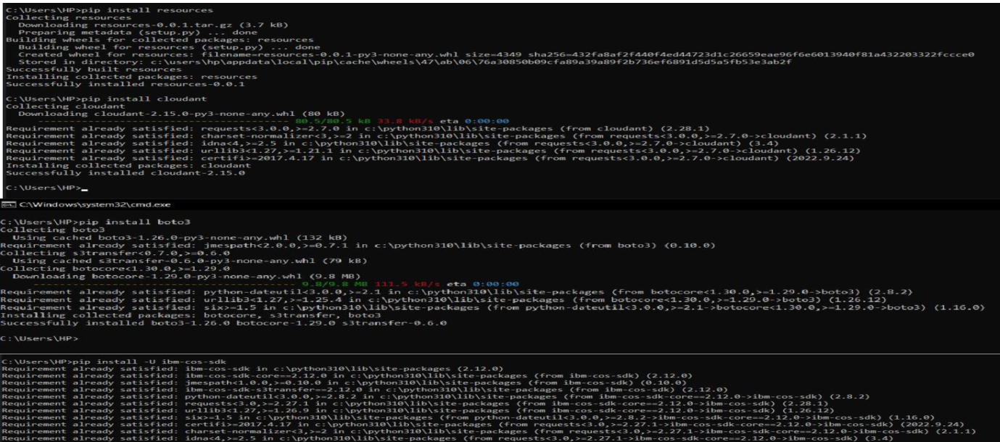 C:\Users\HP>pip install resources
Collecting resources
Downloading resources-0.0.1.tar.gz (3.7 kB)
Preparing metadata (setup.py) ... done
Building wheels for collected packages: resources
Building wheel for resources (setup.py) ... done
Created wheel for resources: filename=resources-0.0.1-py3-none-any.whl size=4349 sha256=432fa8af2f440f4ed44723d1c26659eae96f6e6013940f81a432203322fccce0
Stored in directory: c:\users\hp\appdata\local\pip\cache\wheels\47\ab\06\76a30850b09cfa89a39a89f2b736ef6891d5d5a5fb53e3ab2f
Successfully built resources
Installing collected packages: resources
Successfully installed resources-0.0.1
C:\Users\HP>pip install cloudant
Collecting cloudant
Downloading cloudant-2.15.0-py3-none-any.whl (80 kB)
---------------------------------------- 80.5/80.5 kB 33.8 kB/s eta 0:00:00
Requirement already satisfied: requests<3.0.0,>=2.7.0 in c:\python310\lib\site-packages (from cloudant) (2.28.1)
Requirement already satisfied: charset-normalizer<3,>=2 in c:\python310\lib\site-packages (from requests<3.0.0,>=2.7.0->cloudant) (2.1.1)
Requirement already satisfied: idna<4,>=2.5 in c:\python310\lib\site-packages (from requests<3.0.0,>=2.7.0->cloudant) (3.4)
Requirement already satisfied: urllib3<1.27,>=1.21.1 in c:\python310\lib\site-packages (from requests<3.0.0,>=2.7.0->cloudant) (1.26.12)
Requirement already satisfied: certifi>=2017.4.17 in c:\python310\lib\site-packages (from requests<3.0.0,>=2.7.0->cloudant) (2022.9.24)
Installing collected packages: cloudant
Successfully installed cloudant-2.15.0
C:\Users\HP>_
C:\Windows\system32\cmd.exe
C:\Users\HP>pip install boto3
Collecting boto3
Using cached boto3-1.26.0-py3-none-any.whl (132 kB)
Requirement already satisfied: jmespath<2.0.0,>=0.7.1 in c:\python310\lib\site-packages (from boto3) (0.10.0)
Collecting s3transfer<0.7.0,>=0.6.0
Using cached s3transfer-0.6.0-py3-none-any.whl (79 kB)
Collecting botocore<1.30.0,>=1.29.0
Downloading botocore-1.29.0-py3-none-any.whl (9.8 MB)
---------------------------------------- 9.8/9.8 MB 111.5 kB/s eta 0:00:00
Requirement already satisfied: python-dateutil<3.0.0,>=2.1 in c:\python310\lib\site-packages (from botocore<1.30.0,>=1.29.0->boto3) (2.8.2)
Requirement already satisfied: urllib3<1.27,>=1.25.4 in c:\python310\lib\site-packages (from botocore<1.30.0,>=1.29.0->boto3) (1.26.12)
Requirement already satisfied: six>=1.5 in c:\python310\lib\site-packages (from python-dateutil<3.0.0,>=2.1->botocore<1.30.0,>=1.29.0->boto3) (1.16.0)
Installing collected packages: botocore, s3transfer, boto3
Successfully installed boto3-1.26.0 botocore-1.29.0 s3transfer-0.6.0
C:\Users\HP>
C:\Users\HP>pip install -U ibm-cos-sdk
Requirement already satisfied: ibm-cos-sdk in c:\python310\lib\site-packages (2.12.0)
Requirement already satisfied: ibm-cos-sdk-core==2.12.0 in c:\python310\lib\site-packages (from ibm-cos-sdk) (2.12.0)
Requirement already satisfied: jmespath<1.0.0,>=0.10.0 in c:\python310\lib\site-packages (from ibm-cos-sdk) (0.10.0)
Requirement already satisfied: ibm-cos-sdk-s3transfer==2.12.0 in c:\python310\lib\site-packages (from ibm-cos-sdk) (2.12.0)
Requirement already satisfied: python-dateutil<3.0.0,>=2.8.2 in c:\python310\lib\site-packages (from ibm-cos-sdk-core==2.12.0->ibm-cos-sdk) (2.8.2)
Requirement already satisfied: requests<3.0,>=2.27.1 in c:\python310\lib\site-packages (from ibm-cos-sdk-core==2.12.0->ibm-cos-sdk) (2.28.1)
Requirement already satisfied: urllib3<1.27,>=1.26.9 in c:\python310\lib\site-packages (from ibm-cos-sdk-core==2.12.0->ibm-cos-sdk) (1.26.12)
Requirement already satisfied: six>=1.5 in c:\python310\lib\site-packages (from python-dateutil<3.0.0,>=2.8.2->ibm-cos-sdk-core==2.12.0->ibm-cos-sdk) (1.16.0)
Requirement already satisfied: certifi>=2017.4.17 in c:\python310\lib\site-packages (from requests<3.0,>=2.27.1->ibm-cos-sdk-core==2.12.0->ibm-cos-sdk) (2022.9.24)
Requirement already satisfied: charset-normalizer<3,>=2 in c:\python310\lib\site-packages (from requests<3.0,>=2.27.1->ibm-cos-sdk-core==2.12.0->ibm-cos-sdk) (2.1.1)
Requirement already satisfied: idna<4,>=2.5 in c:\python310\lib\site-packages (from requests<3.0,>=2.27.1->ibm-cos-sdk-core==2.12.0->ibm-cos-sdk) (3.4)